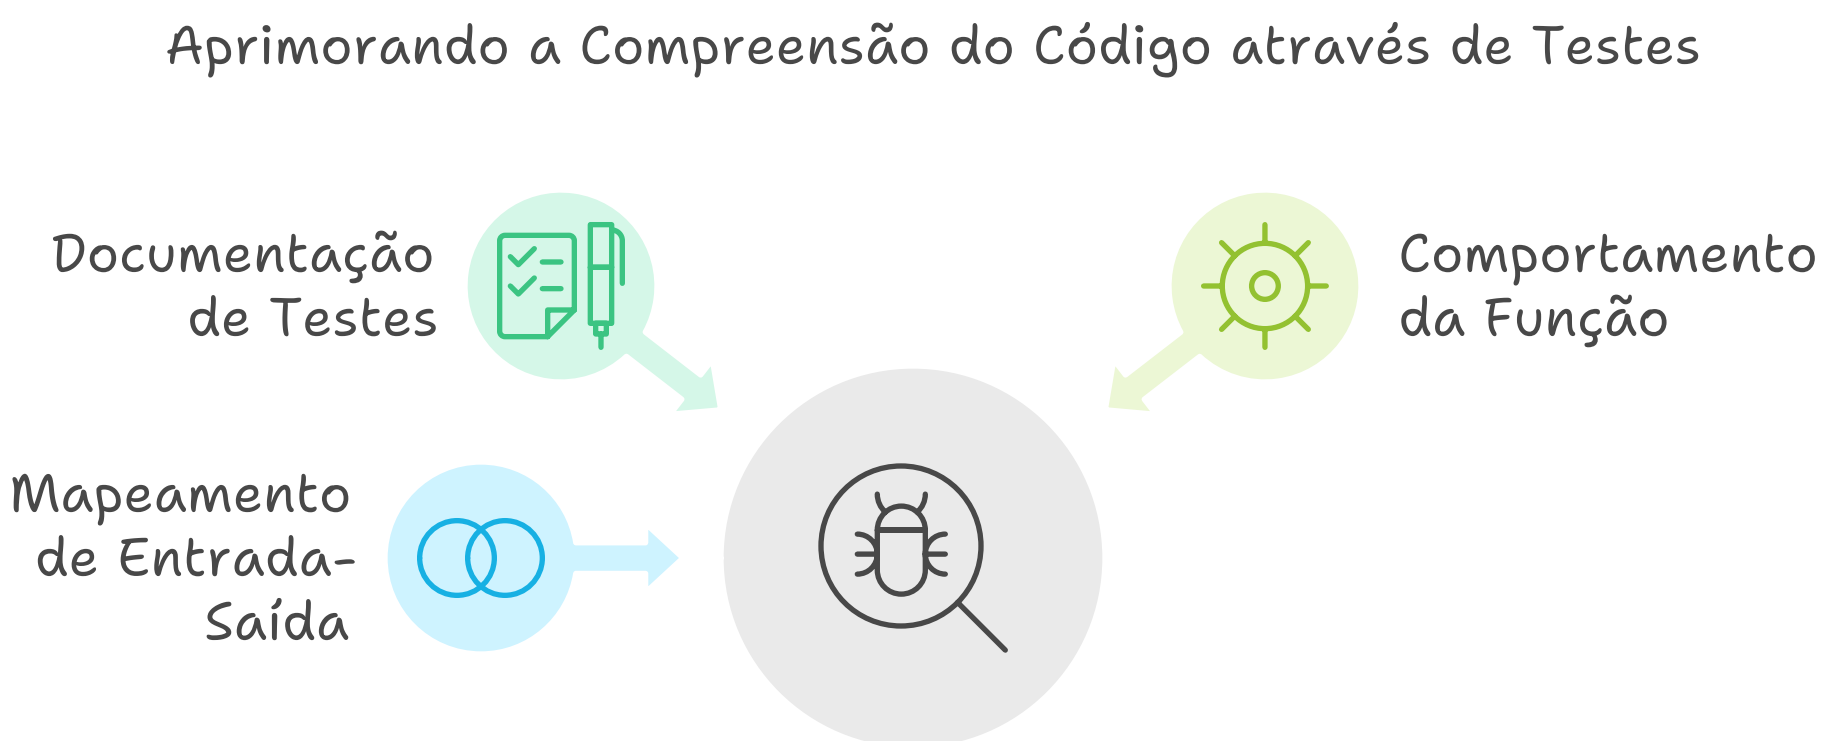 Aprimorando a Compreensão do Código através de Testes
Documentação
de Testes
Comportamento
da Função
Mapeamento
de Entrada-
Saída